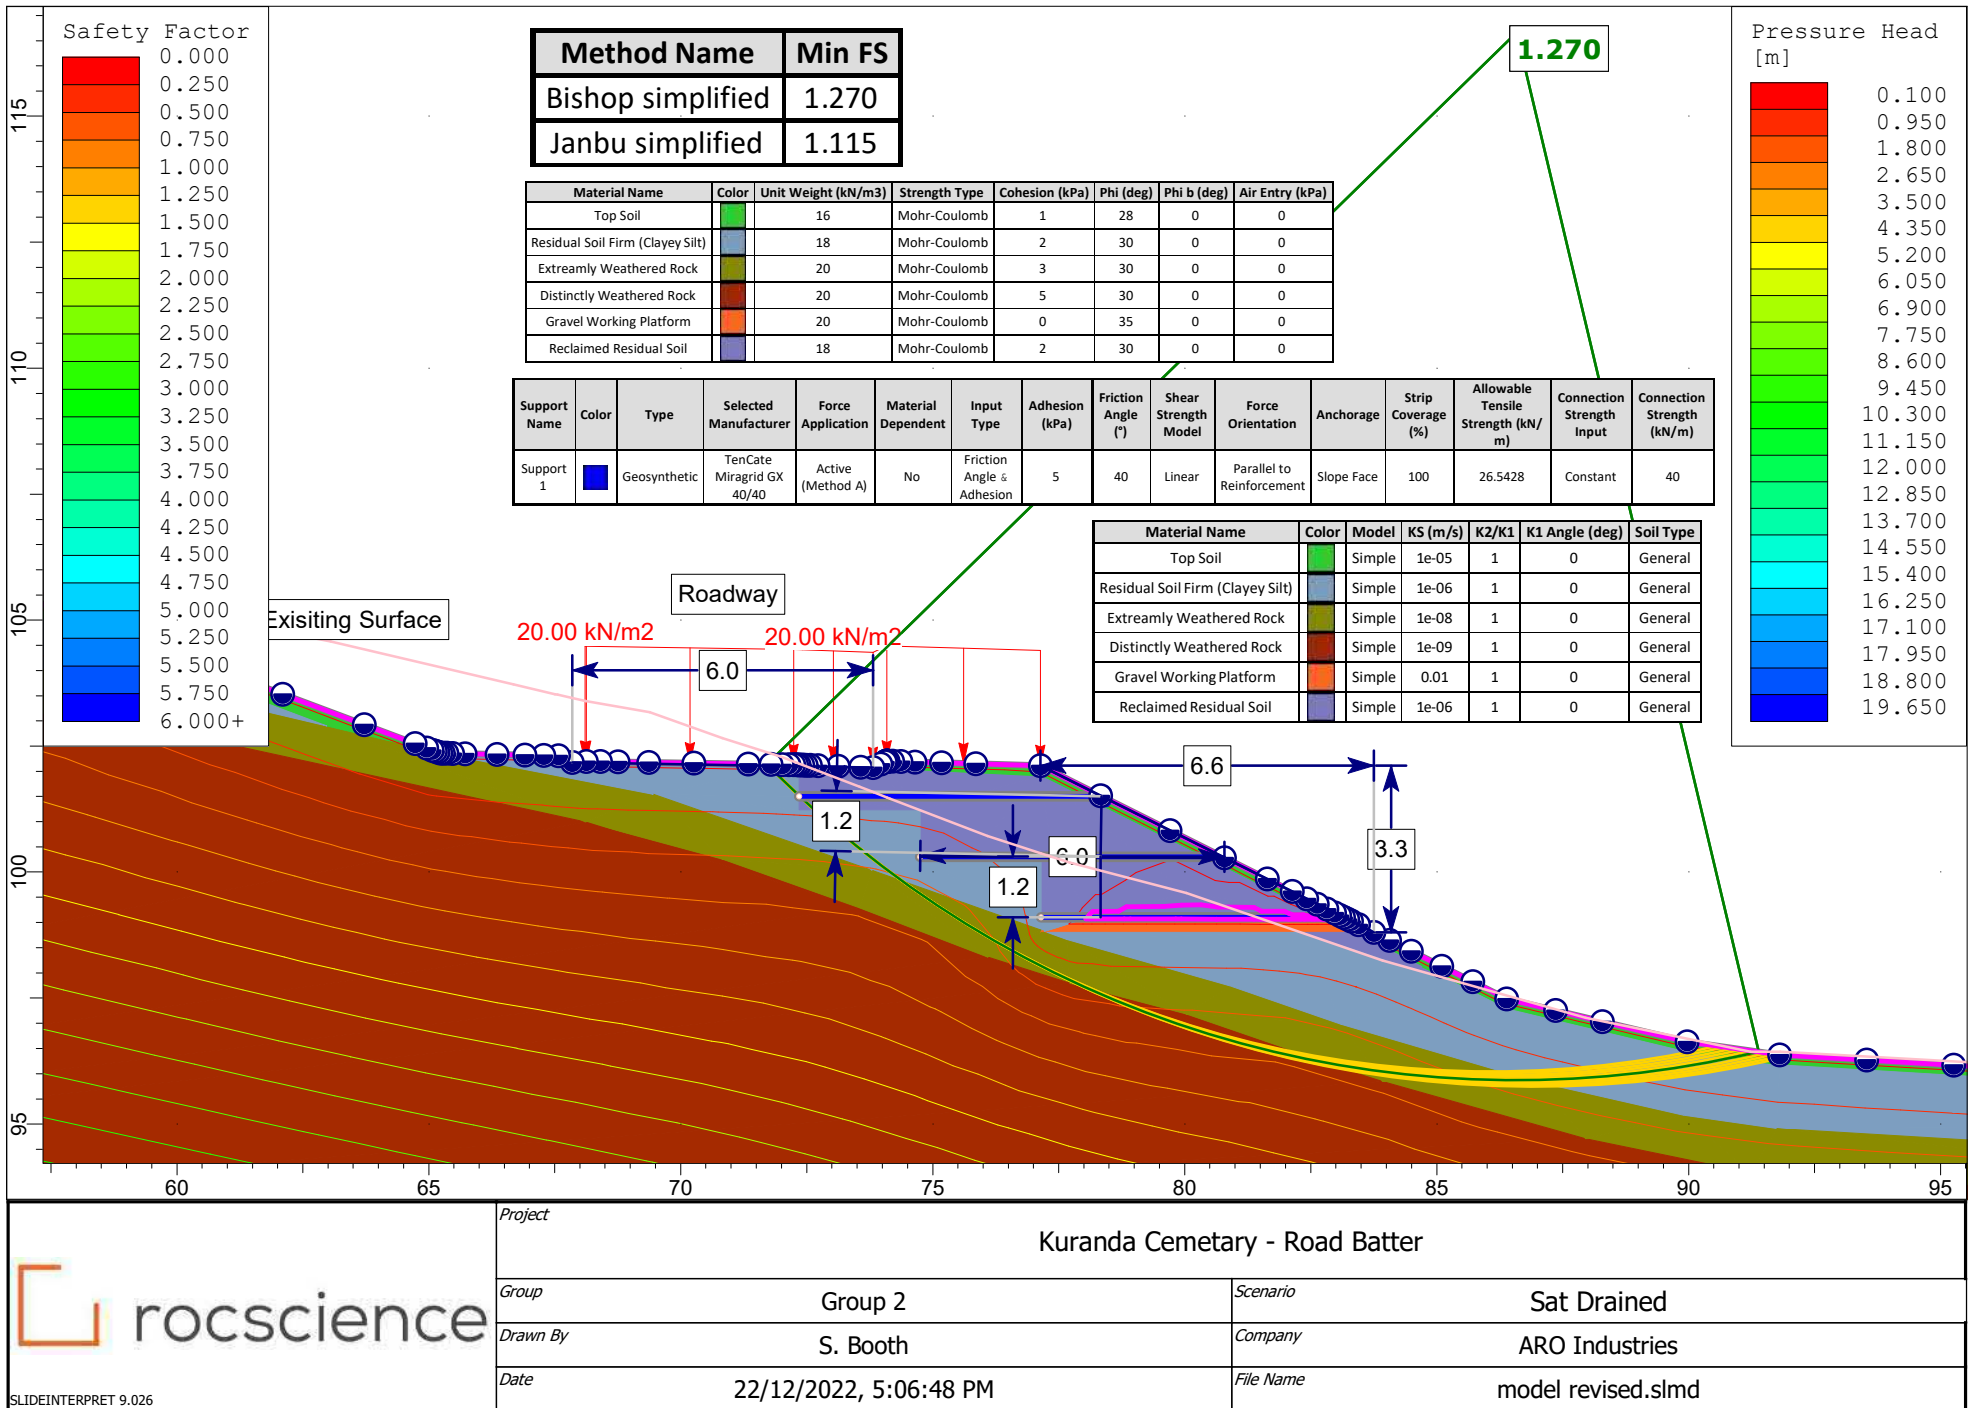 Safety Factor
0.000
0.250
0.500
0.750
1.000
1.250
1.500
1.750
2.000
2.250
2.500
2.750
3.000
3.250
3.500
3.750
4.000
4.250
4.500
4.750
5.000
5.250
5.500
5.750
6.000+
Method Name Min FS
Bishop simplified 1.270
Janbu simplified 1.115
1.270
Pressure Head
[m]
0.100
0.950
1.800
2.650
3.500
4.350
5.200
6.050
6.900
7.750
8.600
9.450
10.300
11.150
12.000
12.850
13.700
14.550
15.400
16.250
17.100
17.950
18.800
19.650
Material Name Color Unit Weight (kN/m3) Strength Type Cohesion (kPa) Phi (deg) Phi b (deg) Air Entry (kPa)
Top Soil 16 Mohr-Coulomb 1 28 0 0
Residual Soil Firm (Clayey Silt) 18 Mohr-Coulomb 2 30 0 0
Extreamly Weathered Rock 20 Mohr-Coulomb 3 30 0 0
Distinctly Weathered Rock 20 Mohr-Coulomb 5 30 0 0
Gravel Working Platform 20 Mohr-Coulomb 0 35 0 0
Reclaimed Residual Soil 18 Mohr-Coulomb 2 30 0 0
Support Name Color Type Selected Manufacturer Force Application Material Dependent Input Type Adhesion (kPa) Friction Angle (°) Shear Strength Model Force Orientation Anchorage Strip Coverage (%) Allowable Tensile Strength (kN/m) Connection Strength Input Connection Strength (kN/m)
Support 1 Geosynthetic TenCate Miragrid GX 40/40 Active (Method A) No Friction Angle & Adhesion 5 40 Linear Parallel to Reinforcement Slope Face 100 26.5428 Constant 40
Material Name Color Model KS (m/s) K2/K1 K1 Angle (deg) Soil Type
Top Soil Simple 1e-05 1 0 General
Residual Soil Firm (Clayey Silt) Simple 1e-06 1 0 General
Extreamly Weathered Rock Simple 1e-08 1 0 General
Distinctly Weathered Rock Simple 1e-09 1 0 General
Gravel Working Platform Simple 0.01 1 0 General
Reclaimed Residual Soil Simple 1e-06 1 0 General
Exisiting Surface
Roadway
20.00 kN/m2 20.00 kN/m2
6.0
6.6
1.2
3.3
6.0
1.2
115
110
105
100
95
60 65 70 75 80 85 90 95
rocscience
SLIDEINTERPRET 9.026
Project
Kuranda Cemetary - Road Batter
Group
Group 2
Scenario
Sat Drained
Drawn By
S. Booth
Company
ARO Industries
Date
22/12/2022, 5:06:48 PM
File Name
model revised.slmd